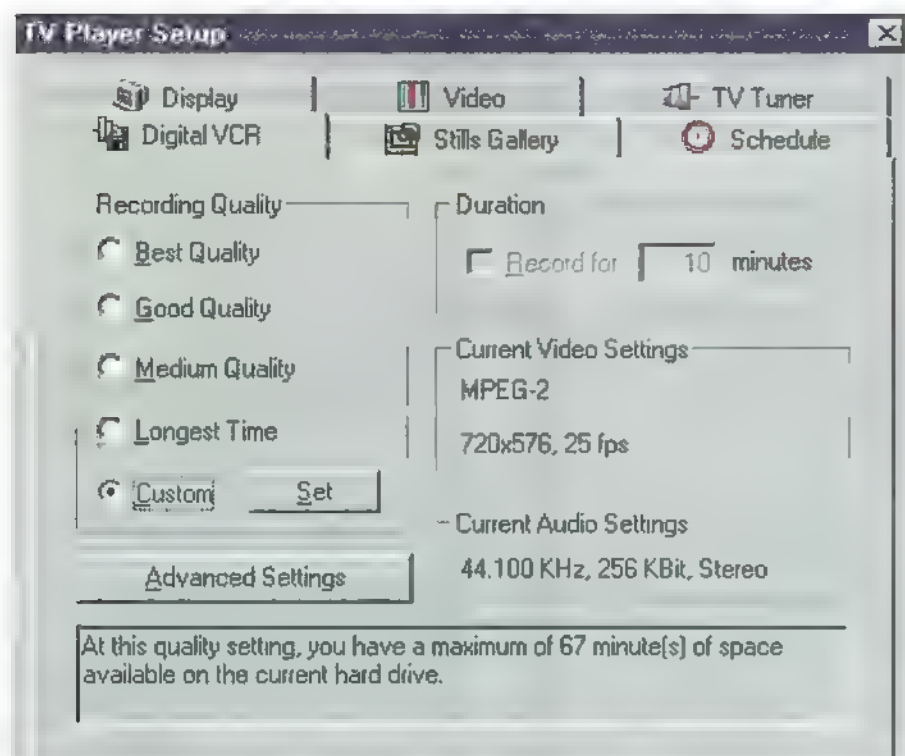 TV Player Setup
Display
Video
TV Tuner
Digital VCR
Stills Gallery
Schedule
Recording Quality
Best Quality
Good Quality
Medium Quality
Longest Time
Custom
Set
Advanced Settings
Duration
Record for 10 minutes
Current Video Settings
MPEG-2
720x576, 25 fps
Current Audio Settings
44.100 KHz, 256 KBit, Stereo
At this quality setting, you have a maximum of 67 minute(s) of space
available on the current hard drive.